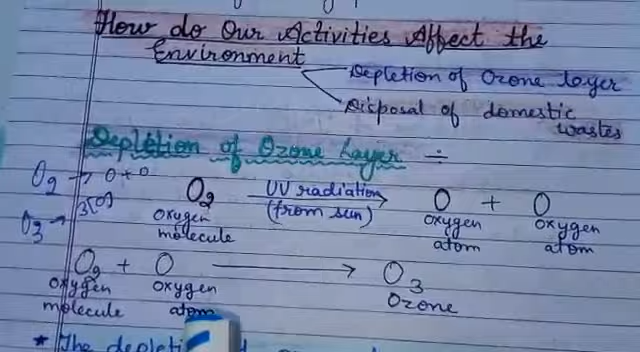 How do Our Activities Affect the
Environment
Depletion of Ozone layer
Disposal of domestic
wastes
Depletion of Ozone Layer ÷
O2 → O + O
O3 → 3(O)
O2 UV radiation (from sun) → O + O
oxygen molecule oxygen atom oxygen atom
O2 + O → O3
oxygen molecule oxygen atom Ozone
* The